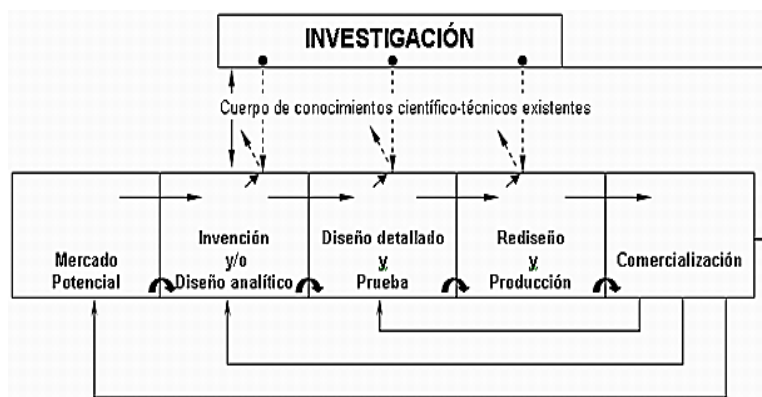 INVESTIGACIÓN
Cuerpo de conocimientos científico-técnicos existentes
Mercado
Potencial
Invención
y/o
Diseño analítico
Diseño detallado
y
Prueba
Rediseño
y
Producción
Comercialización